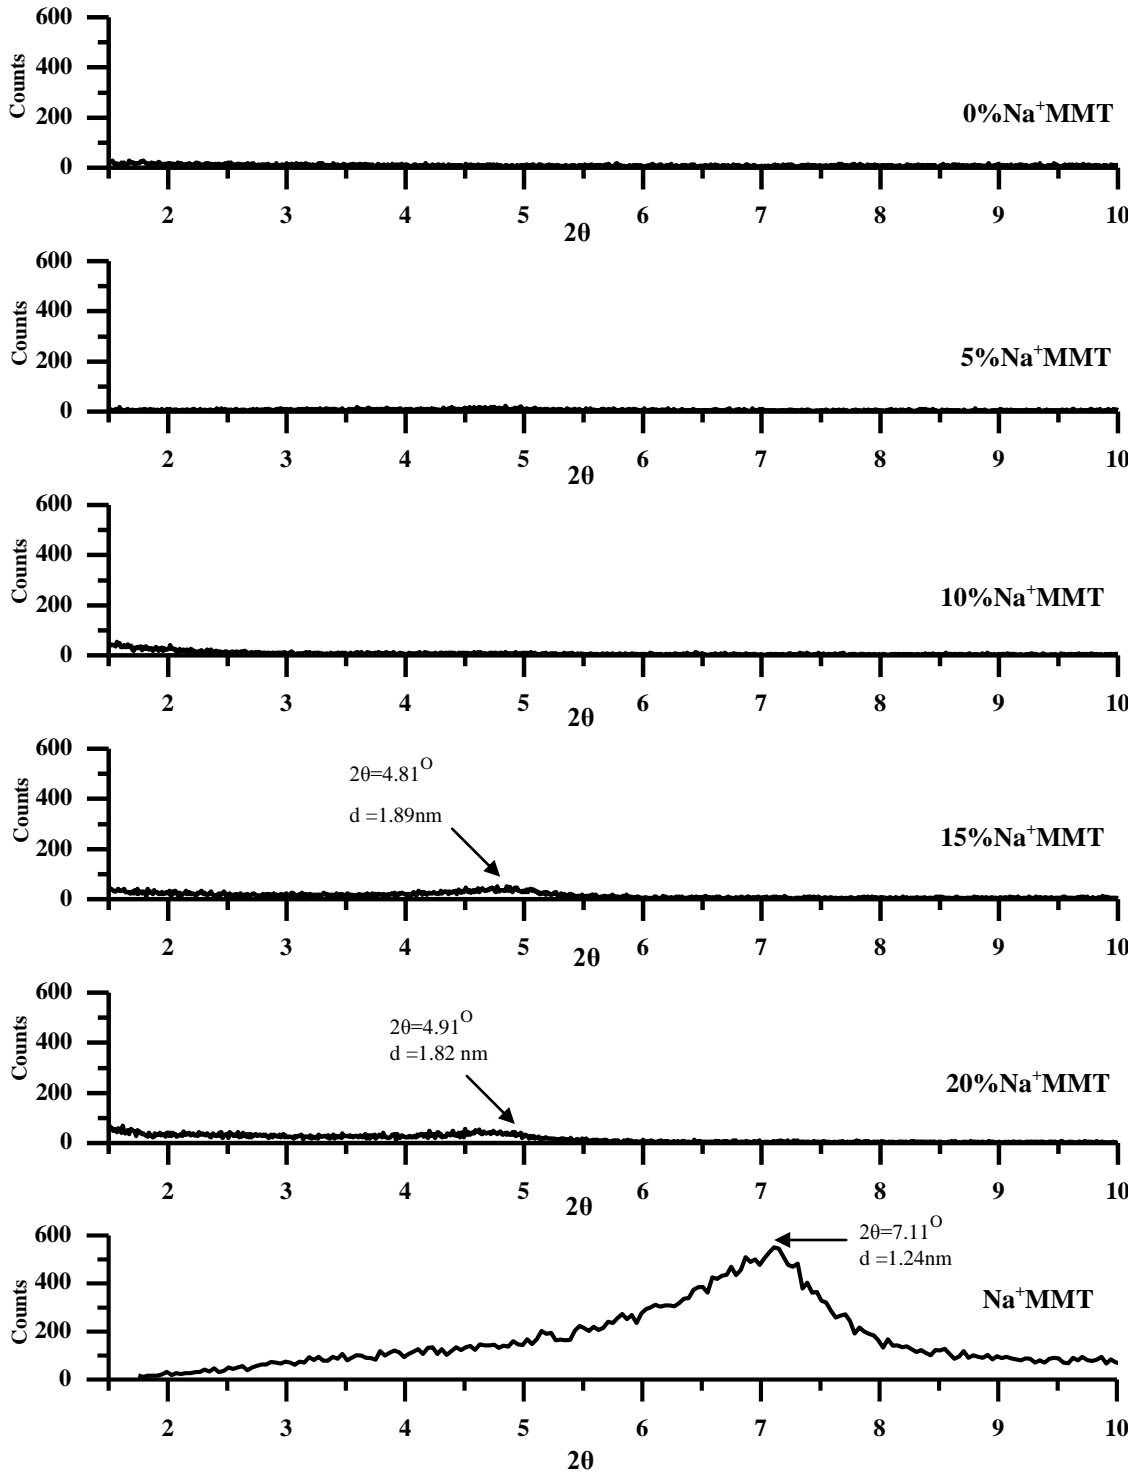 600
400
200
0
Counts
0%Na⁺MMT
2 3 4 5 6 7 8 9 10
2θ
600
400
200
0
Counts
5%Na⁺MMT
2 3 4 5 6 7 8 9 10
2θ
600
400
200
0
Counts
10%Na⁺MMT
2 3 4 5 6 7 8 9 10
2θ
600
400
200
0
Counts
2θ=4.81ᴼ
d =1.89nm
15%Na⁺MMT
2 3 4 5 6 7 8 9 10
2θ
600
400
200
0
Counts
2θ=4.91ᴼ
d =1.82 nm
20%Na⁺MMT
2 3 4 5 6 7 8 9 10
2θ
600
400
200
0
Counts
2θ=7.11ᴼ
d =1.24nm
Na⁺MMT
2 3 4 5 6 7 8 9 10
2θ